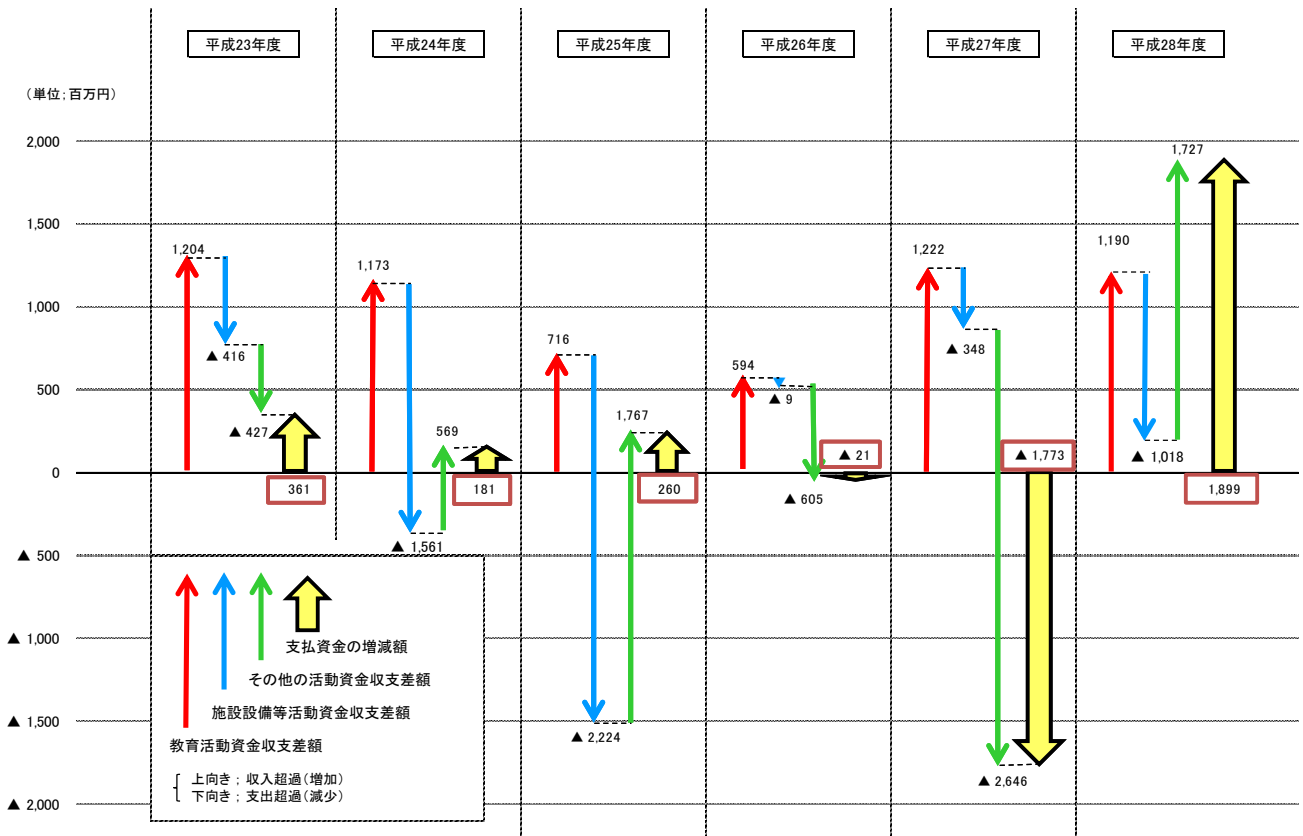 平成23年度
平成24年度
平成25年度
平成26年度
平成27年度
平成28年度
（単位；百万円）
2,000
1,500
1,000
500
0
▲ 500
▲ 1,000
▲ 1,500
▲ 2,000
1,204
▲ 416
▲ 427
361
1,173
▲ 1,561
569
181
716
▲ 2,224
1,767
260
594
▲ 9
▲ 605
▲ 21
1,222
▲ 348
▲ 2,646
▲ 1,773
1,190
▲ 1,018
1,727
1,899
支払資金の増減額
その他の活動資金収支差額
施設設備等活動資金収支差額
教育活動資金収支差額
上向き；収入超過（増加）
下向き；支出超過（減少）